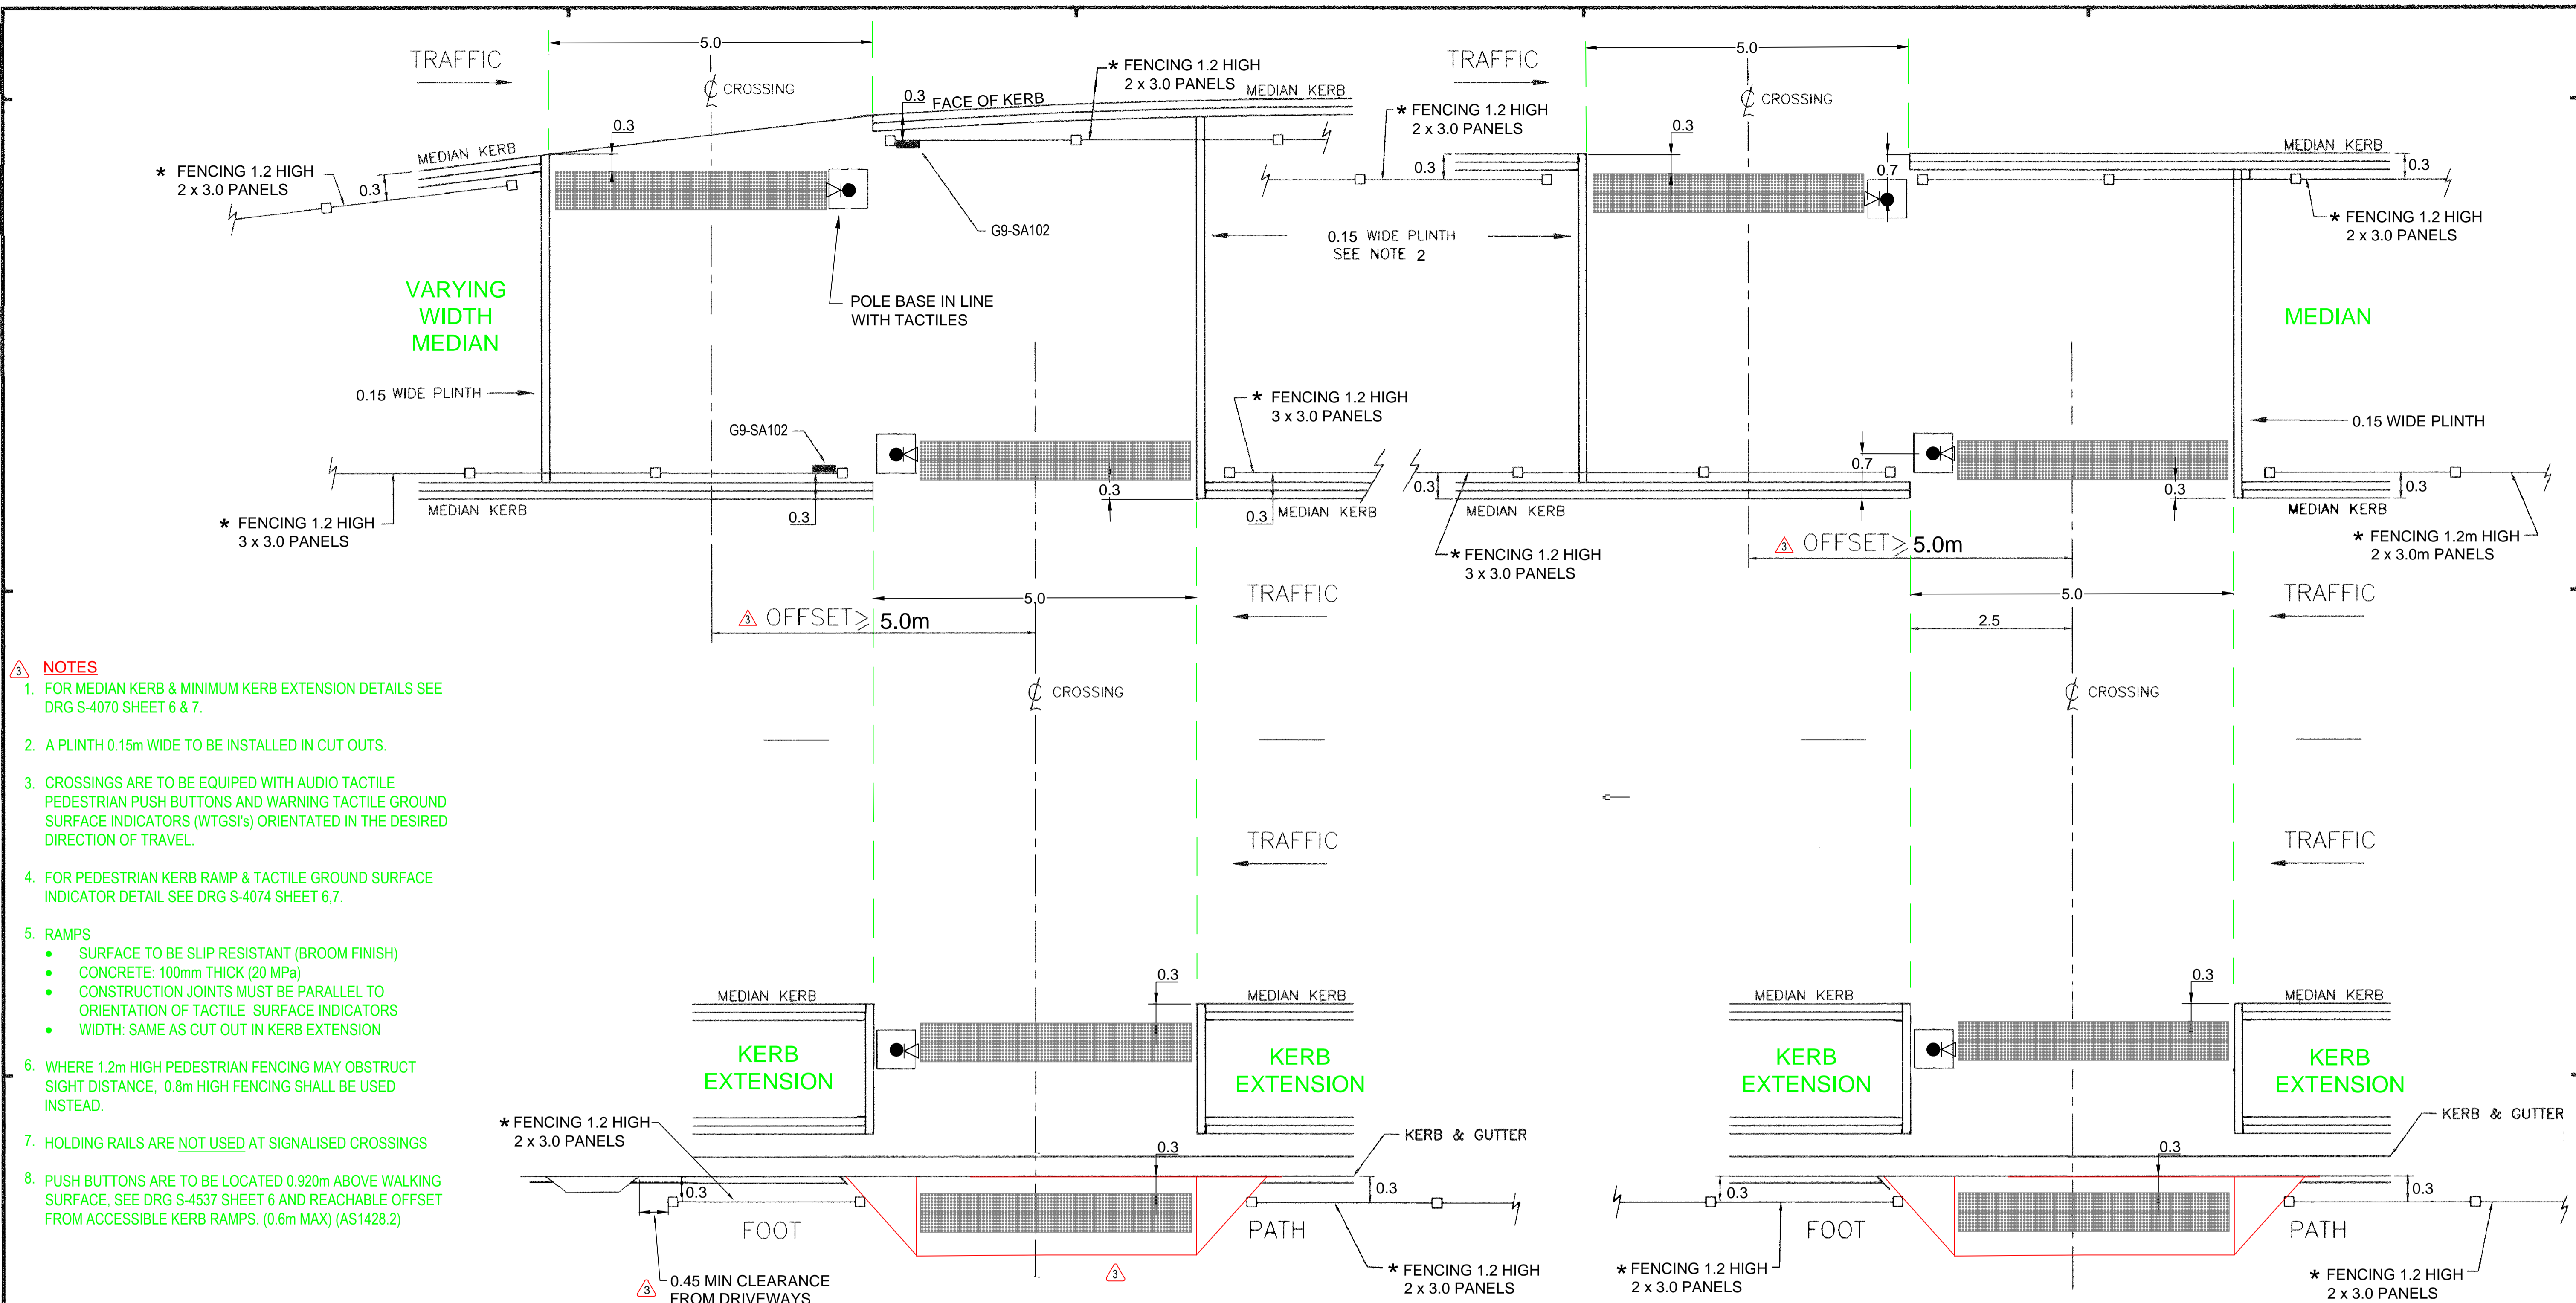 TRAFFIC
5.0
℄ CROSSING
* FENCING 1.2 HIGH
2 x 3.0 PANELS
0.3
FACE OF KERB
MEDIAN KERB
0.3
MEDIAN KERB
* FENCING 1.2 HIGH
2 x 3.0 PANELS
0.3
G9-SA102
POLE BASE IN LINE
WITH TACTILES
VARYING
WIDTH
MEDIAN
0.15 WIDE PLINTH
G9-SA102
* FENCING 1.2 HIGH
3 x 3.0 PANELS
MEDIAN KERB
0.3
0.3
0.3
MEDIAN KERB
* FENCING 1.2 HIGH
3 x 3.0 PANELS
3 OFFSET ≥ 5.0m
5.0
TRAFFIC
℄ CROSSING
TRAFFIC
TRAFFIC
5.0
℄ CROSSING
* FENCING 1.2 HIGH
2 x 3.0 PANELS
0.3
0.3
0.7
MEDIAN KERB
0.3
* FENCING 1.2 HIGH
2 x 3.0 PANELS
0.15 WIDE PLINTH
SEE NOTE 2
MEDIAN
0.15 WIDE PLINTH
0.7
0.3
0.3
0.3
MEDIAN KERB
MEDIAN KERB
* FENCING 1.2 HIGH
3 x 3.0 PANELS
* FENCING 1.2m HIGH
2 x 3.0m PANELS
3 OFFSET ≥ 5.0m
5.0
2.5
TRAFFIC
℄ CROSSING
TRAFFIC
3 NOTES
1. FOR MEDIAN KERB & MINIMUM KERB EXTENSION DETAILS SEE
DRG S-4070 SHEET 6 & 7.
2. A PLINTH 0.15m WIDE TO BE INSTALLED IN CUT OUTS.
3. CROSSINGS ARE TO BE EQUIPED WITH AUDIO TACTILE
PEDESTRIAN PUSH BUTTONS AND WARNING TACTILE GROUND
SURFACE INDICATORS (WTGSI's) ORIENTATED IN THE DESIRED
DIRECTION OF TRAVEL.
4. FOR PEDESTRIAN KERB RAMP & TACTILE GROUND SURFACE
INDICATOR DETAIL SEE DRG S-4074 SHEET 6,7.
5. RAMPS
• SURFACE TO BE SLIP RESISTANT (BROOM FINISH)
• CONCRETE: 100mm THICK (20 MPa)
• CONSTRUCTION JOINTS MUST BE PARALLEL TO
ORIENTATION OF TACTILE SURFACE INDICATORS
• WIDTH: SAME AS CUT OUT IN KERB EXTENSION
6. WHERE 1.2m HIGH PEDESTRIAN FENCING MAY OBSTRUCT
SIGHT DISTANCE, 0.8m HIGH FENCING SHALL BE USED
INSTEAD.
7. HOLDING RAILS ARE NOT USED AT SIGNALISED CROSSINGS
8. PUSH BUTTONS ARE TO BE LOCATED 0.920m ABOVE WALKING
SURFACE, SEE DRG S-4537 SHEET 6 AND REACHABLE OFFSET
FROM ACCESSIBLE KERB RAMPS. (0.6m MAX) (AS1428.2)
MEDIAN KERB
0.3
MEDIAN KERB
KERB
EXTENSION
KERB
EXTENSION
* FENCING 1.2 HIGH
2 x 3.0 PANELS
0.3
KERB & GUTTER
0.3
0.3
FOOT
PATH
3 0.45 MIN CLEARANCE
FROM DRIVEWAYS
3
* FENCING 1.2 HIGH
2 x 3.0 PANELS
MEDIAN KERB
0.3
MEDIAN KERB
KERB
EXTENSION
KERB
EXTENSION
KERB & GUTTER
0.3
0.3
0.3
FOOT
PATH
* FENCING 1.2 HIGH
2 x 3.0 PANELS
* FENCING 1.2 HIGH
2 x 3.0 PANELS